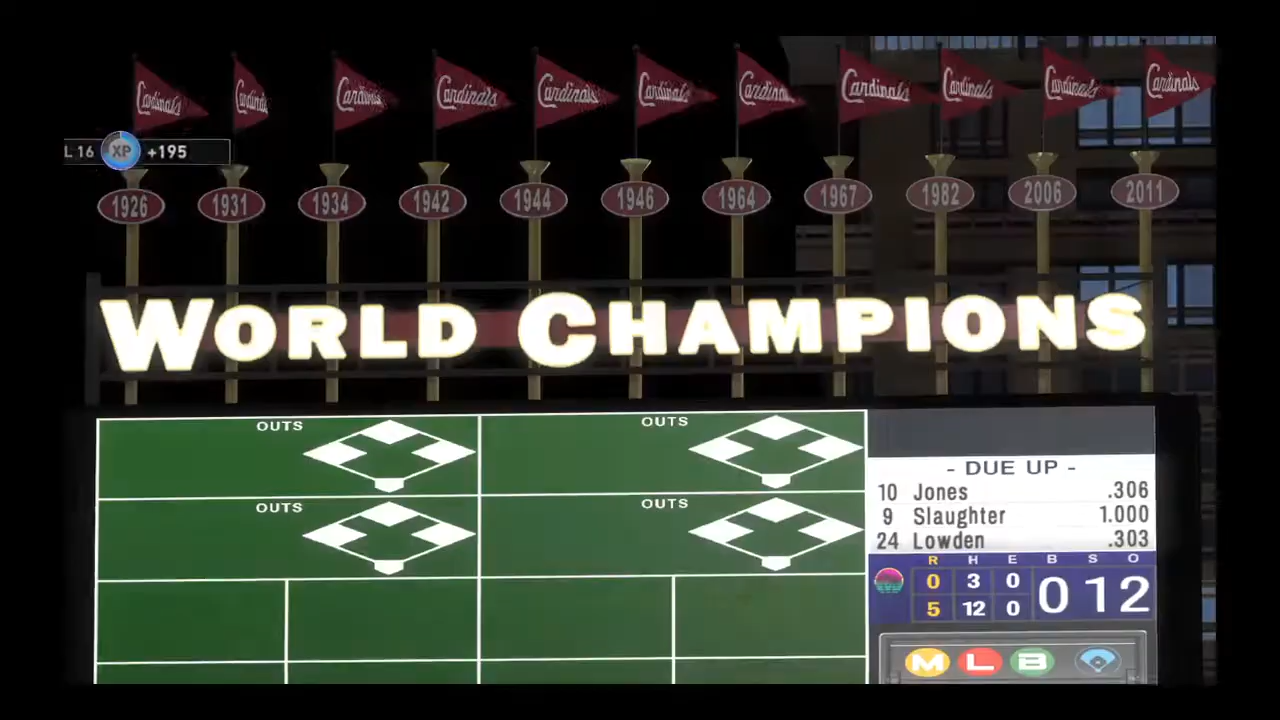 Cardinals Cardinals Cardinals Cardinals Cardinals Cardinals Cardinals Cardinals Cardinals Cardinals Cardinals
L 16 XP +195
1926 1931 1934 1942 1944 1946 1964 1967 1982 2006 2011
WORLD CHAMPIONS
OUTS OUTS
OUTS OUTS
- DUE UP -
10 Jones .306
9 Slaughter 1.000
24 Lowden .303
R H E B S O
0 3 0 0 1 2
5 12 0
M L B